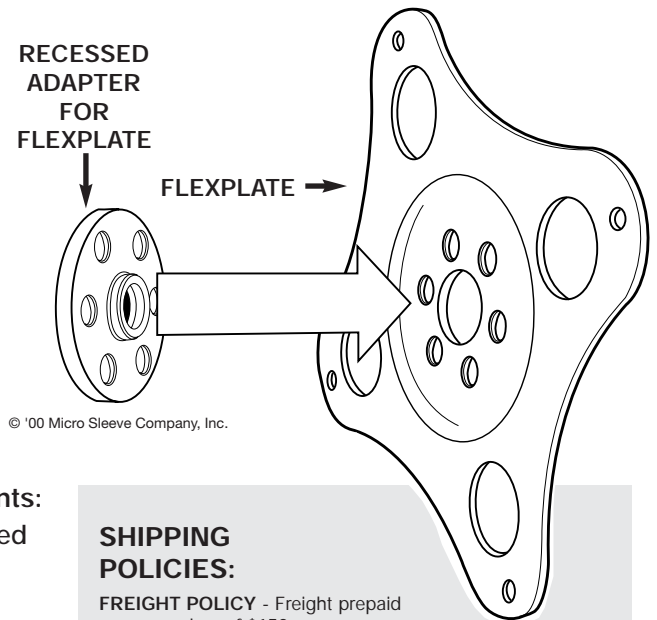 RECESSED
ADAPTER
FOR
FLEXPLATE
FLEXPLATE
© '00 Micro Sleeve Company, Inc.
nts:
ed
SHIPPING
POLICIES:
FREIGHT POLICY - Freight prepaid